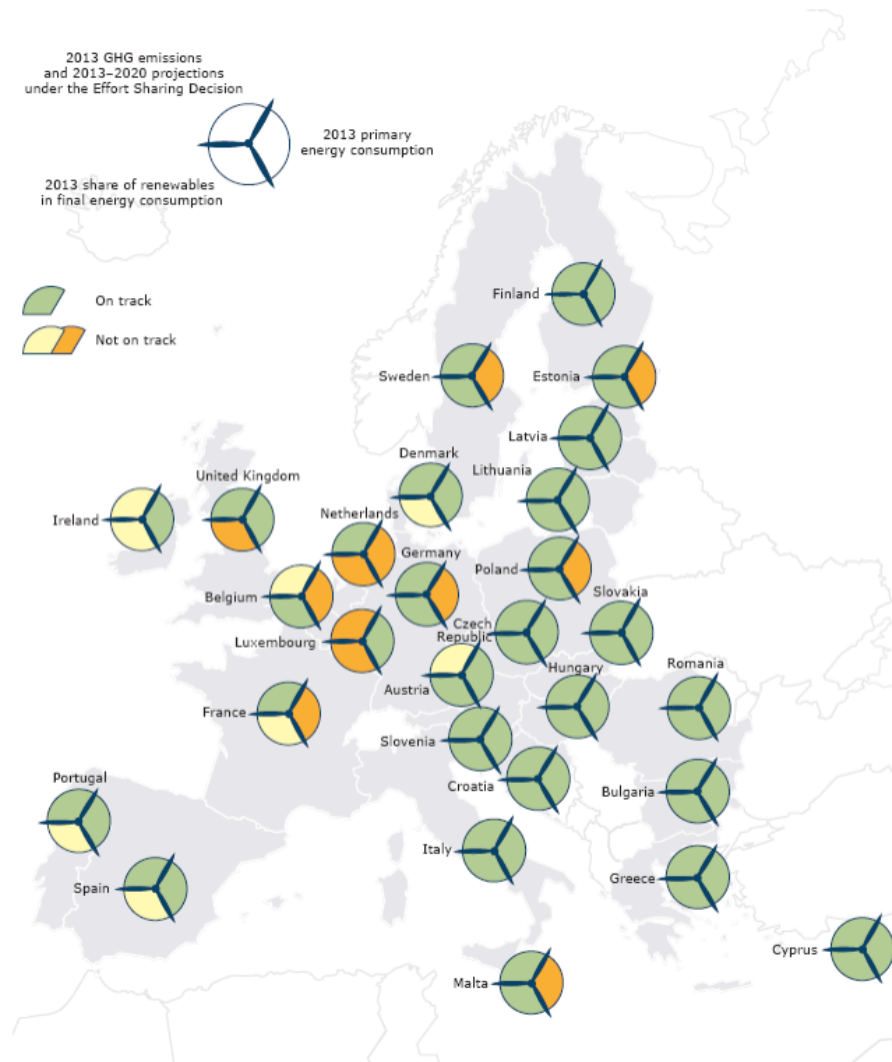 2013 GHG emissions
and 2013–2020 projections
under the Effort Sharing Decision
2013 primary
energy consumption
2013 share of renewables
in final energy consumption
On track
Not on track
Finland
Sweden
Estonia
Latvia
Denmark
Lithuania
United Kingdom
Netherlands
Ireland
Germany
Poland
Slovakia
Belgium
Czech
Republic
Luxembourg
Hungary
Romania
Austria
France
Slovenia
Croatia
Portugal
Bulgaria
Italy
Greece
Spain
Cyprus
Malta